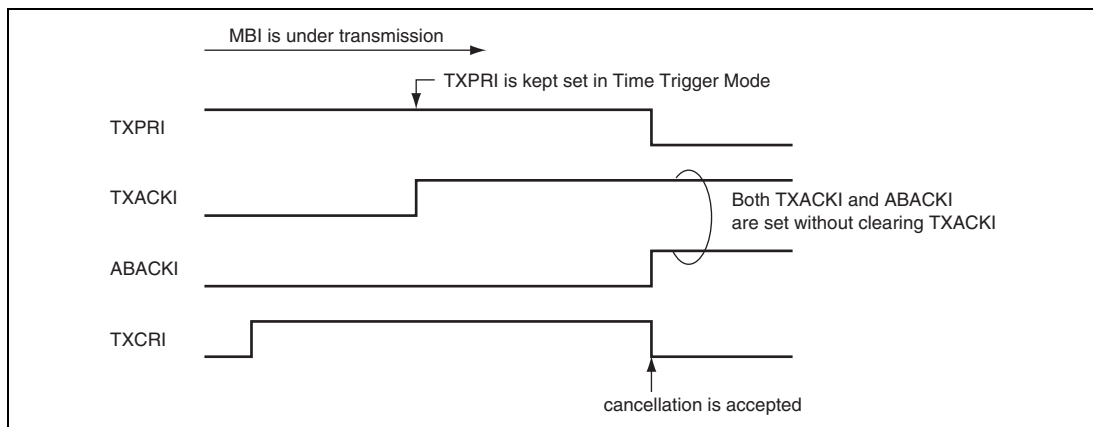 MBI is under transmission
TXPRI is kept set in Time Trigger Mode
TXPRI
TXACKI
Both TXACKI and ABACKI
are set without clearing TXACKI
ABACKI
TXCRI
cancellation is accepted